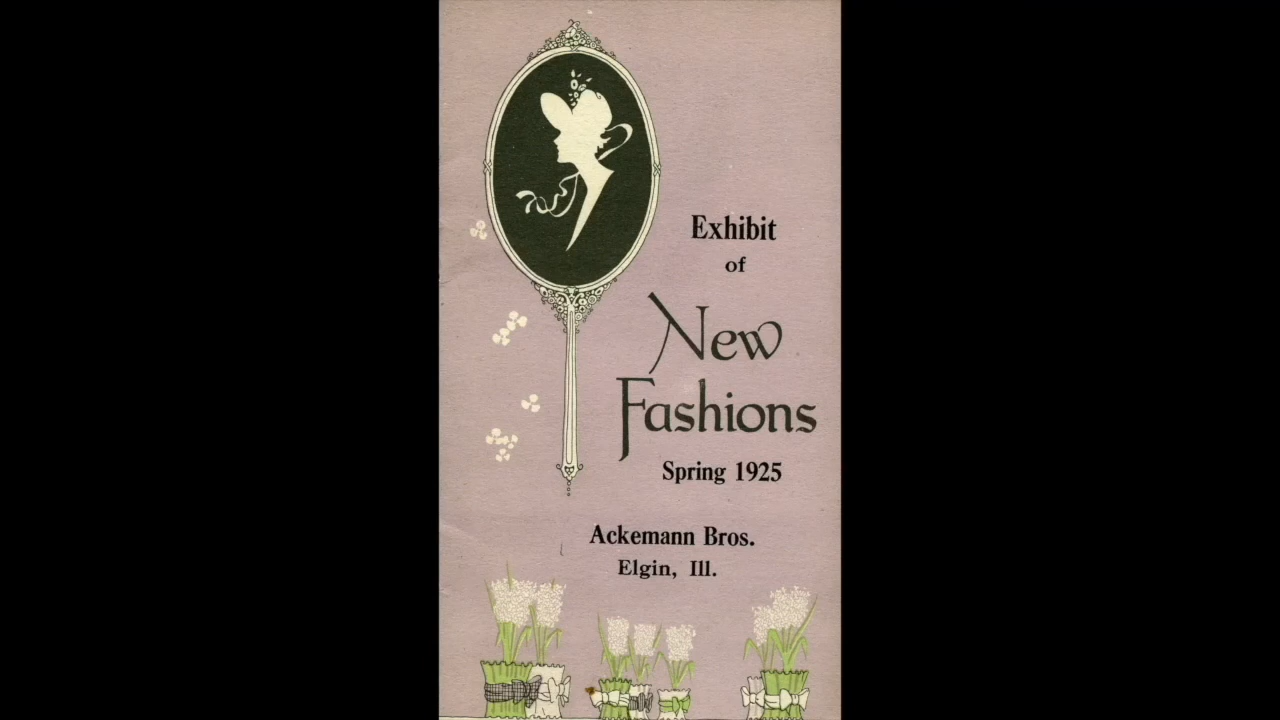 Exhibit
of
New
Fashions
Spring 1925
Ackemann Bros.
Elgin, Ill.